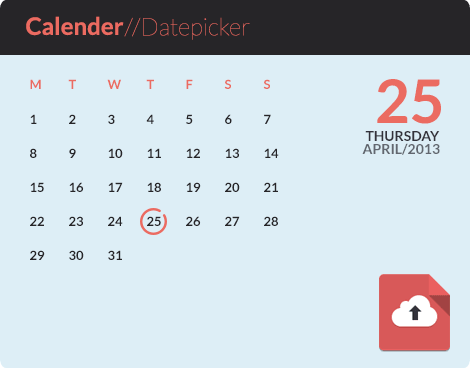 Calender//Datepicker
M T W T F S S
1 2 3 4 5 6 7
8 9 10 11 12 13 14
15 16 17 18 19 20 21
22 23 24 25 26 27 28
29 30 31
25
THURSDAY
APRIL/2013